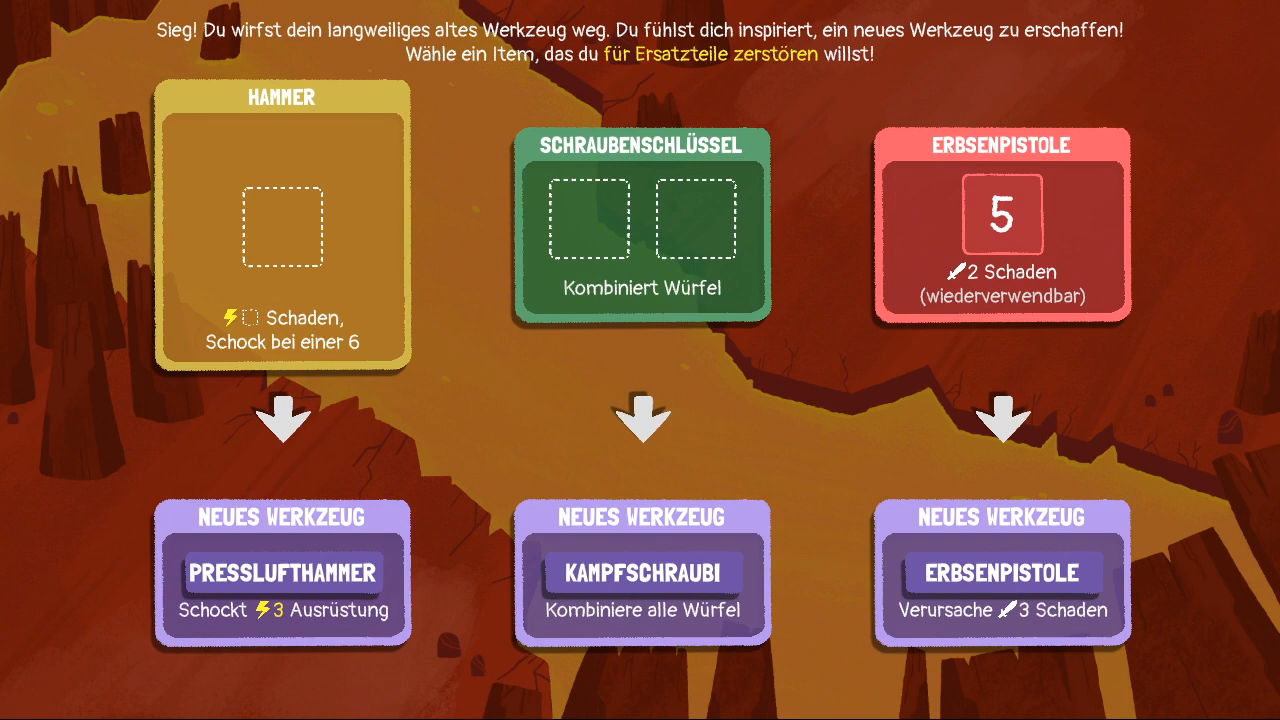 Sieg! Du wirfst dein langweiliges altes Werkzeug weg. Du fühlst dich inspiriert, ein neues Werkzeug zu erschaffen!
Wähle ein Item, das du für Ersatzteile zerstören willst!
HAMMER
Schaden,
Schock bei einer 6
SCHRAUBENSCHLÜSSEL
Kombiniert Würfel
ERBSENPISTOLE
5
2 Schaden
(wiederverwendbar)
NEUES WERKZEUG
PRESSLUFTHAMMER
Schockt 3 Ausrüstung
NEUES WERKZEUG
KAMPFSCHRAUBI
Kombiniere alle Würfel
NEUES WERKZEUG
ERBSENPISTOLE
Verursache 3 Schaden